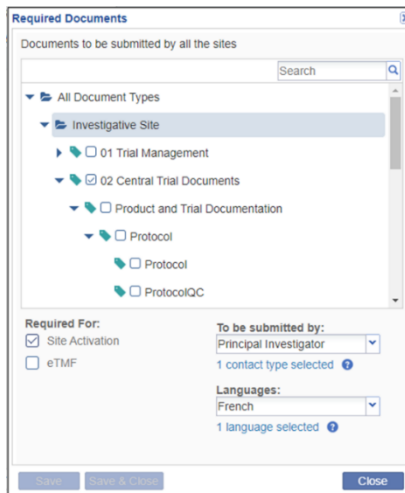 Required Documents
Documents to be submitted by all the sites
Search
All Document Types
Investigative Site
01 Trial Management
02 Central Trial Documents
Product and Trial Documentation
Protocol
Protocol
ProtocolQC
Required For:
Site Activation
eTMF
To be submitted by:
Principal Investigator
1 contact type selected ?
Languages:
French
1 language selected ?
Save
Save & Close
Close